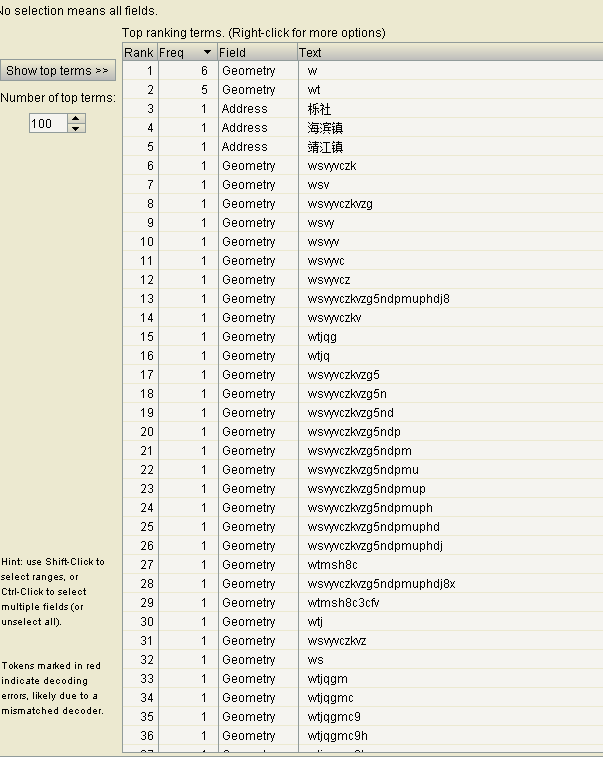 No selection means all fields.
Top ranking terms. (Right-click for more options)
Rank Freq Field Text
Show top terms >>
Number of top terms:
100
1 6 Geometry w
2 5 Geometry wt
3 1 Address 栎社
4 1 Address 海滨镇
5 1 Address 靖江镇
6 1 Geometry wsvyvczk
7 1 Geometry wsv
8 1 Geometry wsvyvczkvzg
9 1 Geometry wsvy
10 1 Geometry wsvyv
11 1 Geometry wsvyvc
12 1 Geometry wsvyvcz
13 1 Geometry wsvyvczkvzg5ndpmuphdj8
14 1 Geometry wsvyvczkv
15 1 Geometry wtjqg
16 1 Geometry wtjq
17 1 Geometry wsvyvczkvzg5
18 1 Geometry wsvyvczkvzg5n
19 1 Geometry wsvyvczkvzg5nd
20 1 Geometry wsvyvczkvzg5ndp
21 1 Geometry wsvyvczkvzg5ndpm
22 1 Geometry wsvyvczkvzg5ndpmu
23 1 Geometry wsvyvczkvzg5ndpmup
24 1 Geometry wsvyvczkvzg5ndpmuph
25 1 Geometry wsvyvczkvzg5ndpmuphd
26 1 Geometry wsvyvczkvzg5ndpmuphdj
27 1 Geometry wtmsh8c
28 1 Geometry wsvyvczkvzg5ndpmuphdj8x
29 1 Geometry wtmsh8c3cfv
30 1 Geometry wtj
31 1 Geometry wsvyvczkvz
32 1 Geometry ws
33 1 Geometry wtjqgm
34 1 Geometry wtjqgmc
35 1 Geometry wtjqgmc9
36 1 Geometry wtjqgmc9h
Hint: use Shift-Click to
select ranges, or
Ctrl-Click to select
multiple fields (or
unselect all).
Tokens marked in red
indicate decoding
errors, likely due to a
mismatched decoder.